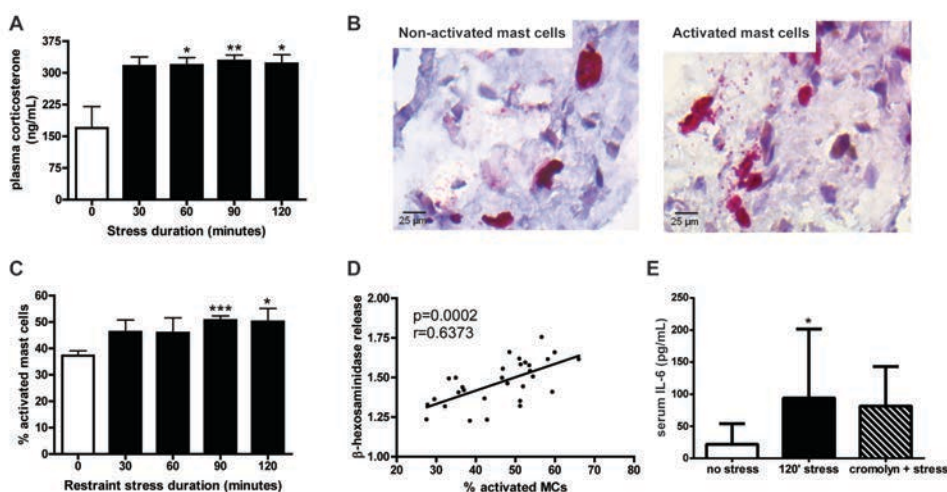 A
plasma corticosterone
(ng/mL)
375
300
225
150
75
0
* ** *
0 30 60 90 120
Stress duration (minutes)
B
Non-activated mast cells
25 µm
Activated mast cells
25 µm
C
% activated mast cells
60
50
40
30
20
10
0
*** *
0 30 60 90 120
Restraint stress duration (minutes)
D
β-hexosaminidase release
2.00
1.75
1.50
1.25
1.00
p=0.0002
r=0.6373
20 30 40 50 60 70 80
% activated MCs
E
serum IL-6 (pg/mL)
250
200
150
100
50
0
*
no stress 120' stress cromolyn + stress